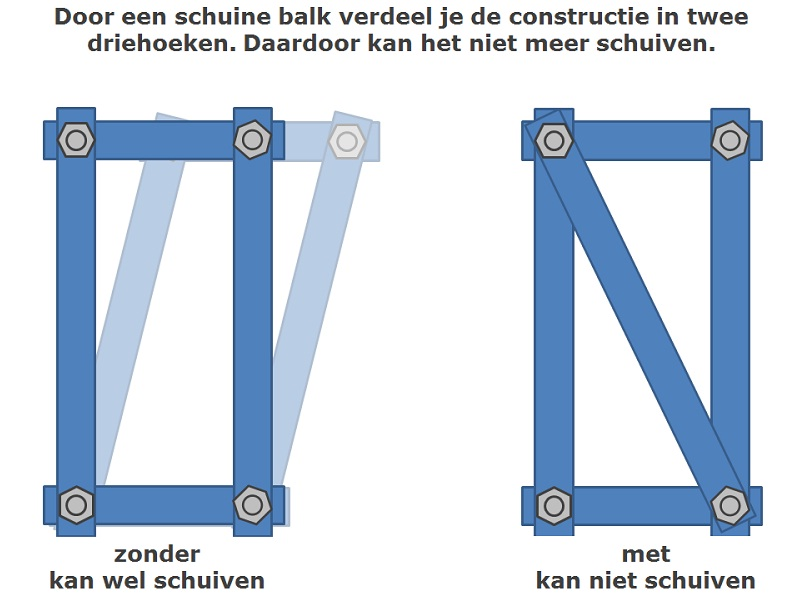 Door een schuine balk verdeel je de constructie in twee
driehoeken. Daardoor kan het niet meer schuiven.
zonder
kan wel schuiven
met
kan niet schuiven